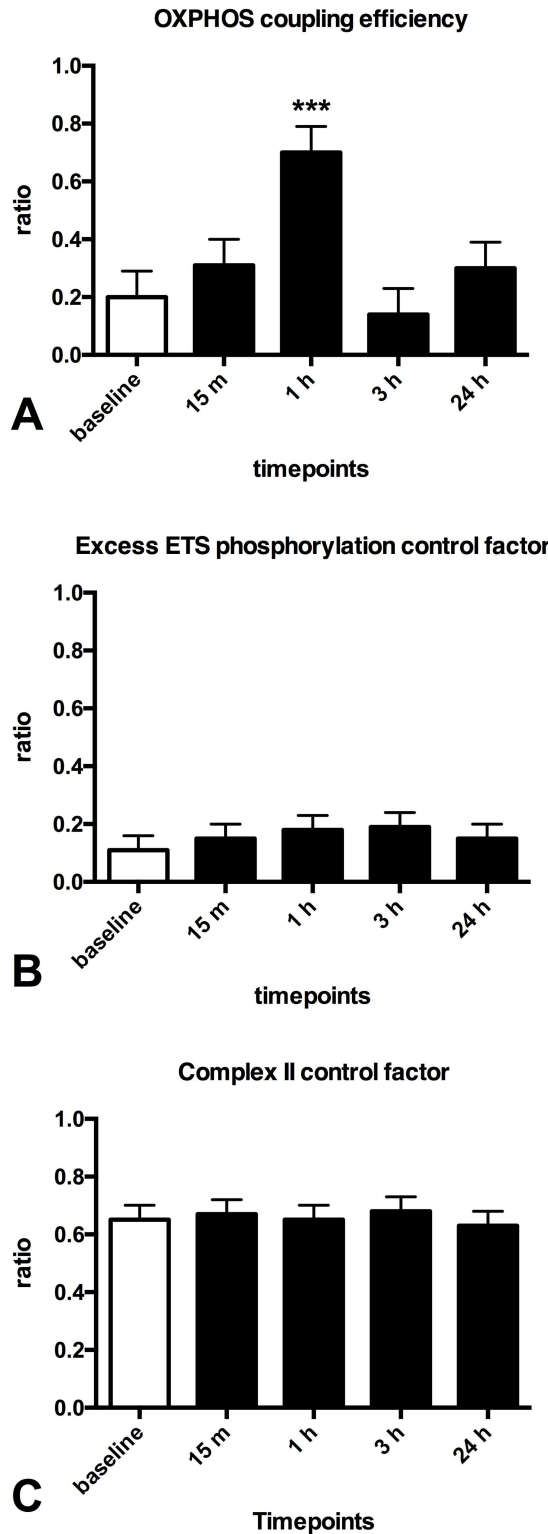 OXPHOS coupling efficiency
1.0
0.8
0.6
0.4
0.2
0.0
ratio
***
baseline
15 m
1 h
3 h
24 h
A
timepoints
Excess ETS phosphorylation control factor
1.0
0.8
0.6
0.4
0.2
0.0
ratio
baseline
15 m
1 h
3 h
24 h
B
timepoints
Complex II control factor
1.0
0.8
0.6
0.4
0.2
0.0
ratio
baseline
15 m
1 h
3 h
24 h
C
Timepoints